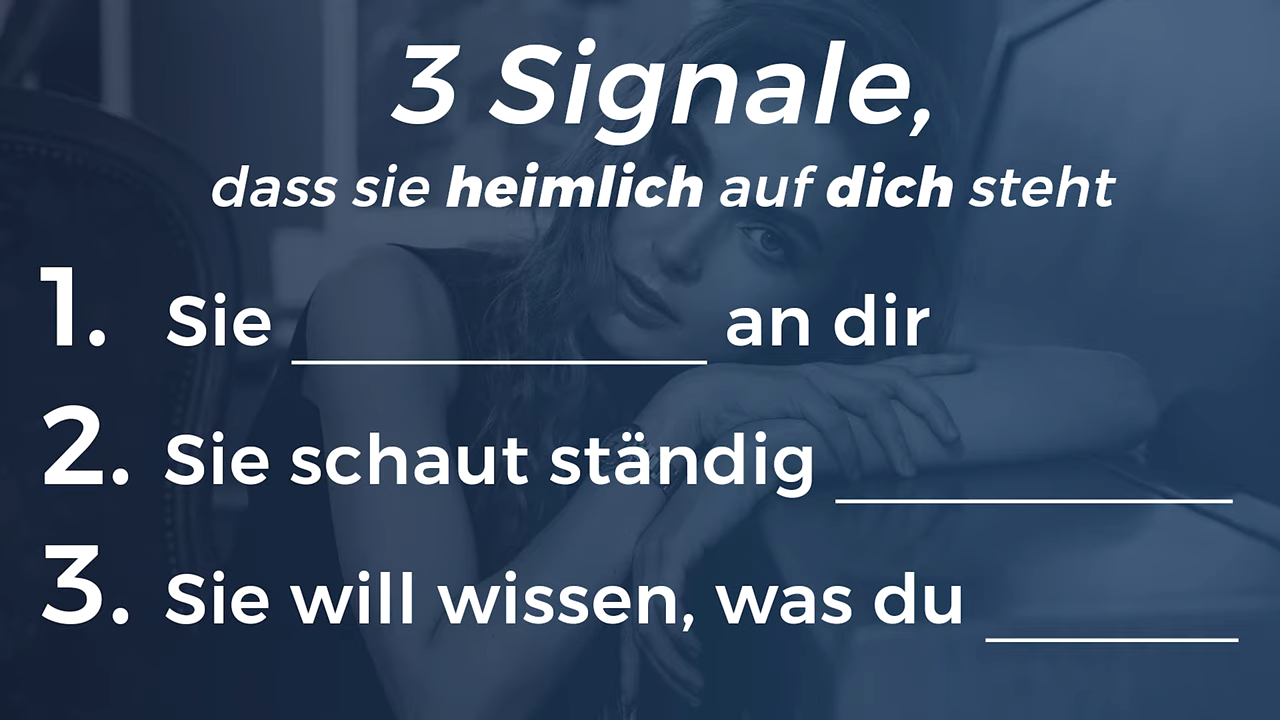 3 Signale,
dass sie heimlich auf dich steht
1. Sie ____________ an dir
2. Sie schaut ständig ____________
3. Sie will wissen, was du ________